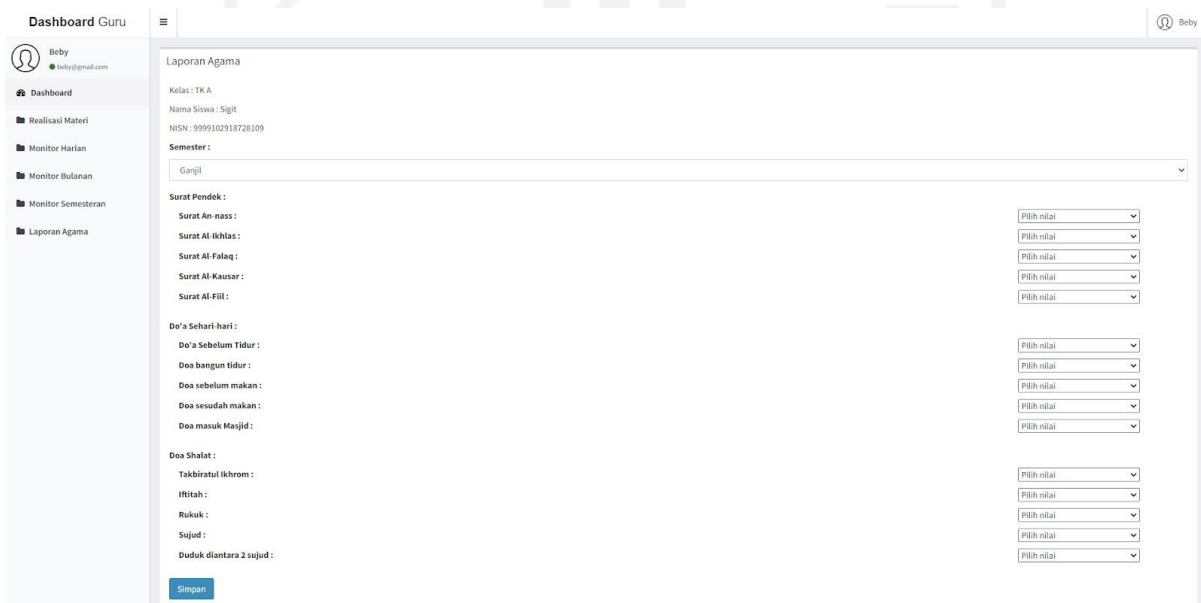 Dashboard Guru
Beby
Beby
beby@gmail.com
Dashboard
Realisasi Materi
Monitor Harian
Monitor Bulanan
Monitor Semesteran
Laporan Agama
Laporan Agama
Kelas : TK A
Nama Siswa : Sigit
NISN : 9999102918728109
Semester :
Ganjil
Surat Pendek :
Surat An-nass : Pilih nilai
Surat Al-Ikhlas : Pilih nilai
Surat Al-Falaq : Pilih nilai
Surat Al-Kausar : Pilih nilai
Surat Al-Fiil : Pilih nilai
Do'a Sehari-hari :
Do'a Sebelum Tidur : Pilih nilai
Doa bangun tidur : Pilih nilai
Doa sebelum makan : Pilih nilai
Doa sesudah makan : Pilih nilai
Doa masuk Masjid : Pilih nilai
Doa Shalat :
Takbiratul Ikhrom : Pilih nilai
Iftitah : Pilih nilai
Rukuk : Pilih nilai
Sujud : Pilih nilai
Duduk diantara 2 sujud : Pilih nilai
Simpan